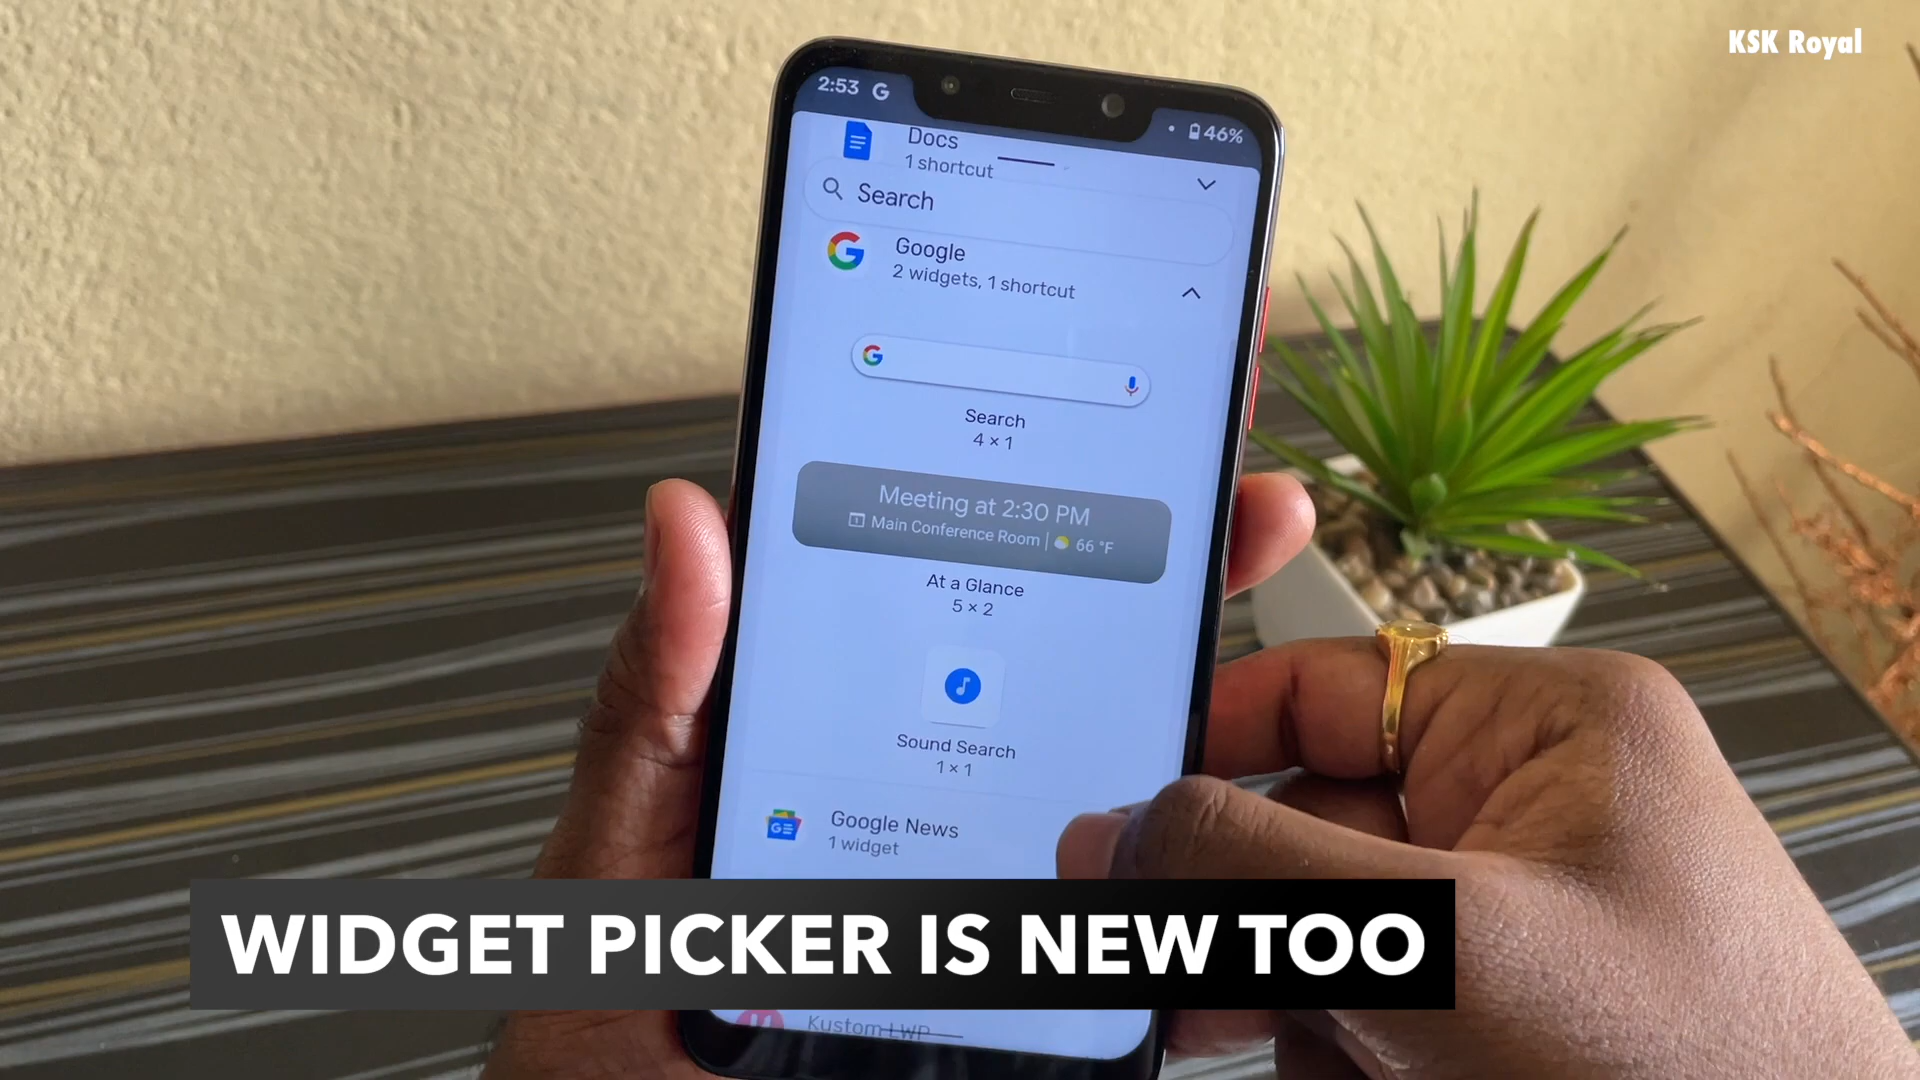 KSK Royal
2:53 G
46%
Docs
1 shortcut
Search
Google
2 widgets, 1 shortcut
Search
4 × 1
Meeting at 2:30 PM
Main Conference Room | 66 °F
At a Glance
5 × 2
Sound Search
1 × 1
Google News
1 widget
WIDGET PICKER IS NEW TOO
Kustom LWP